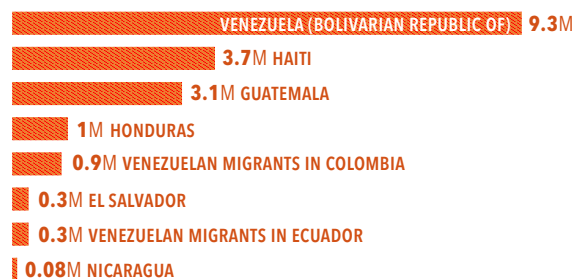 VENEZUELA (BOLIVARIAN REPUBLIC OF) 9.3M
3.7M HAITI
3.1M GUATEMALA
1M HONDURAS
0.9M VENEZUELAN MIGRANTS IN COLOMBIA
0.3M EL SALVADOR
0.3M VENEZUELAN MIGRANTS IN ECUADOR
0.08M NICARAGUA